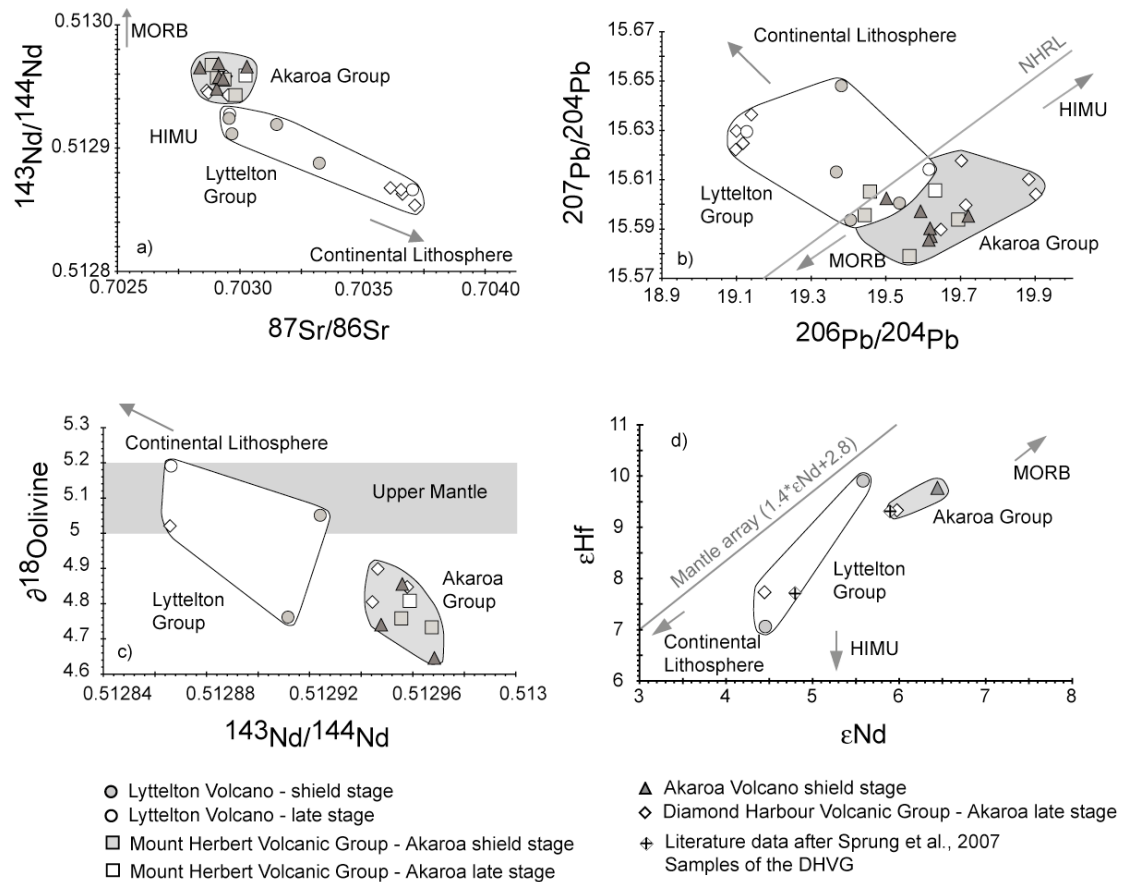 0.5130
MORB
Akaroa Group
143Nd/144Nd
0.5129
HIMU
Lyttelton
Group
0.5128
a)
Continental Lithosphere
0.7025
0.7030
0.7035
0.7040
87Sr/86Sr
15.67
Continental Lithosphere
NHRL
15.65
HIMU
207Pb/204Pb
15.63
15.61
Lyttelton
Group
15.59
Akaroa Group
MORB
b)
15.57
18.9
19.1
19.3
19.5
19.7
19.9
206Pb/204Pb
5.3
Continental Lithosphere
5.2
Upper Mantle
5.1
5
∂18Oolivine
4.9
Akaroa
Group
4.8
Lyttelton
Group
4.7
c)
4.6
0.51284
0.51288
0.51292
0.51296
0.513
143Nd/144Nd
11
d)
10
MORB
Mantle array (1.4*εNd+2.8)
Akaroa Group
9
εHf
8
Lyttelton
Group
7
Continental
Lithosphere
HIMU
6
3
4
5
6
7
8
εNd
Lyttelton Volcano - shield stage
Lyttelton Volcano - late stage
Mount Herbert Volcanic Group - Akaroa shield stage
Mount Herbert Volcanic Group - Akaroa late stage
Akaroa Volcano shield stage
Diamond Harbour Volcanic Group - Akaroa late stage
Literature data after Sprung et al., 2007
Samples of the DHVG